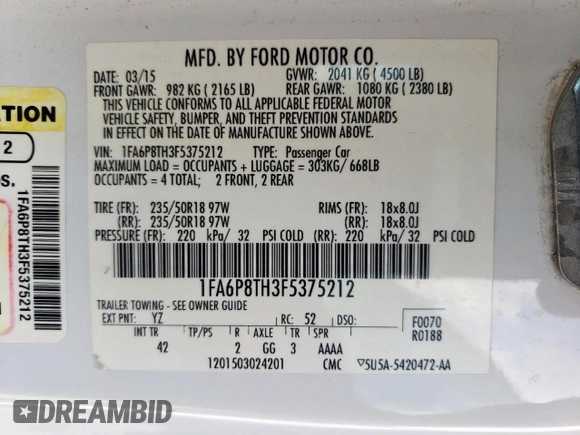 MFD. BY FORD MOTOR CO.
DATE: 03/15 GVWR: 2041 KG ( 4500 LB)
FRONT GAWR: 982 KG ( 2165 LB) REAR GAWR: 1080 KG ( 2380 LB)
THIS VEHICLE CONFORMS TO ALL APPLICABLE FEDERAL MOTOR
VEHICLE SAFETY, BUMPER, AND THEFT PREVENTION STANDARDS
IN EFFECT ON THE DATE OF MANUFACTURE SHOWN ABOVE.
VIN: 1FA6P8TH3F5375212 TYPE: Passenger Car
MAXIMUM LOAD = OCCUPANTS + LUGGAGE = 303KG/ 668LB
OCCUPANTS = 4 TOTAL; 2 FRONT, 2 REAR
TIRE (FR): 235/50R18 97W RIMS (FR): 18x8.0J
(RR): 235/50R18 97W (RR): 18x8.0J
PRESSURE (FR): 220 kPa/ 32 PSI COLD (RR): 220 kPa/ 32 PSI COLD
1FA6P8TH3F5375212
TRAILER TOWING - SEE OWNER GUIDE
EXT PNT: YZ RC: 52 DSO: F0070
INT TR TP/PS R AXLE TR SPR R0188
42 2 GG 3 AAAA
1201503024201 CMC ▽5U5A-5420472-AA
2
1FA6P8TH3F5375212
DREAMBID